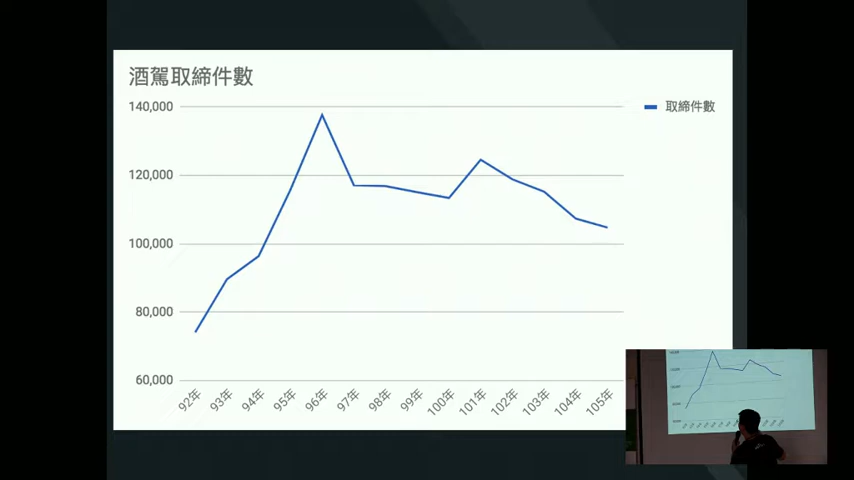 酒駕取締件數
140,000
120,000
100,000
80,000
60,000
取締件數
92年
93年
94年
95年
96年
97年
98年
99年
100年
101年
102年
103年
104年
105年